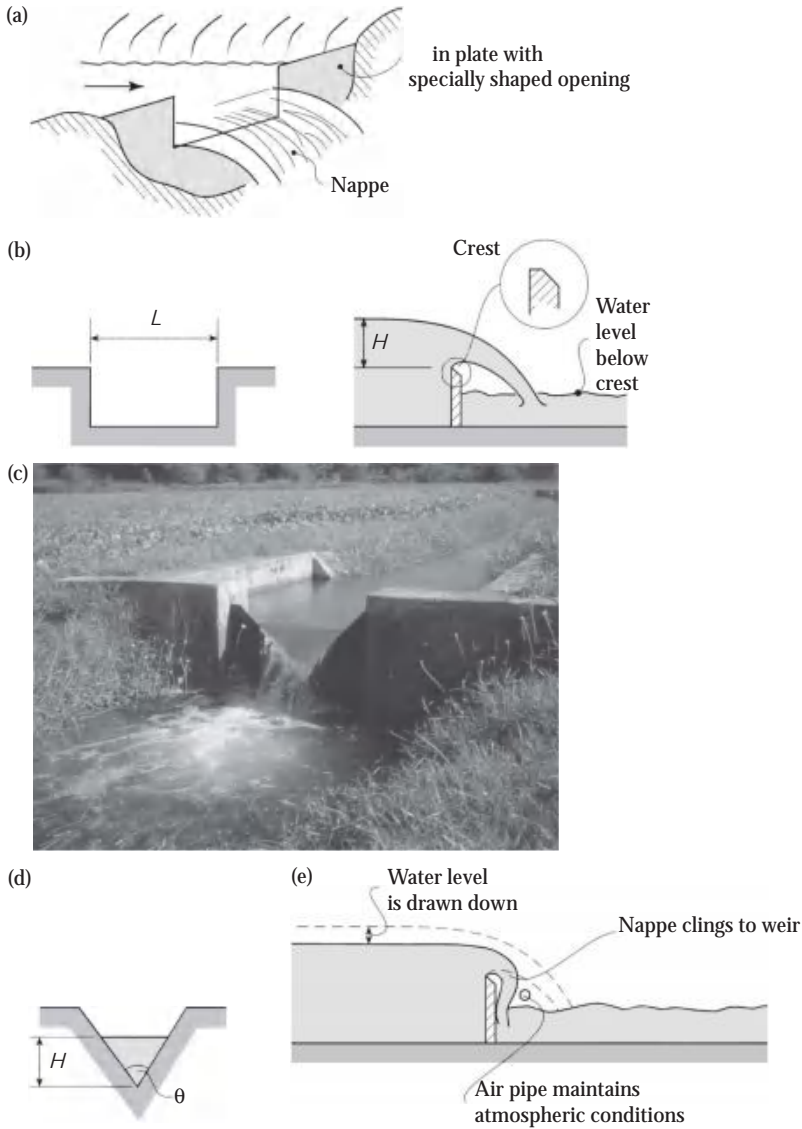 (a)
in plate with
specially shaped opening
Nappe
(b)
Crest
L
H
Water
level
below
crest
(c)
(d)
H
θ
(e)
Water level
is drawn down
Nappe clings to weir
Air pipe maintains
atmospheric conditions